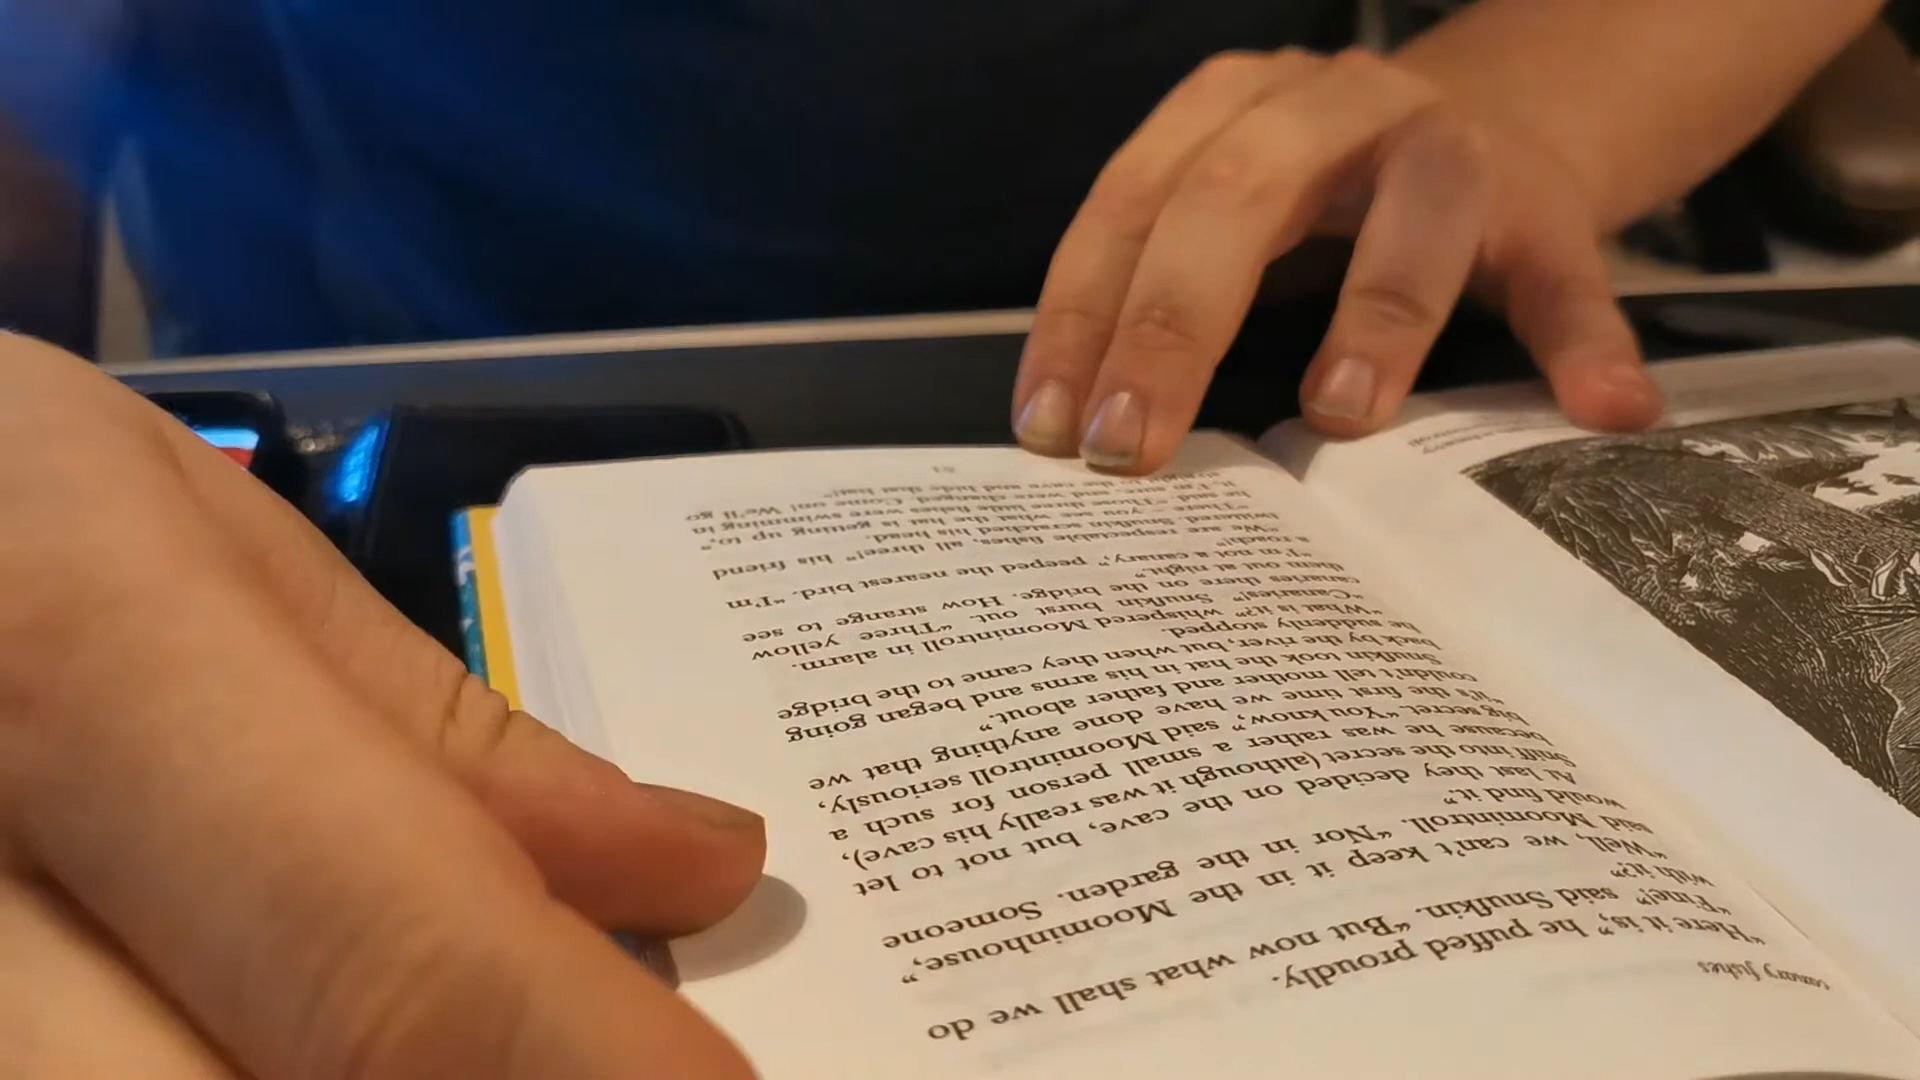 canary fishes
"Here it is," he puffed proudly.
"Fine!" said Snufkin. "But now what shall we do
with it?"
"Well, we can't keep it in the Moominhouse,"
said Moomintroll. "Nor in the garden. Someone
would find it."
At last they decided on the cave, but not to let
Sniff into the secret (although it was really his cave),
because he was rather a small person for such a
big secret. "You know," said Moomintroll seriously,
"it's the first time we have done anything that we
couldn't tell mother and father about."
Snufkin took the hat in his arms and began going
back by the river, but when they came to the bridge
he suddenly stopped.
"What is it?" whispered Moomintroll in alarm.
"Canaries!" Snufkin burst out. "Three yellow
canaries there on the bridge. How strange to see
them out at night."
"I'm not a canary," peeped the nearest bird. "I'm
a roach!"
"We are respectable fishes, all three!" his friend
twittered. Snufkin scratched his head.
"There – you see what the hat is getting up to,"
he said. "Those three little fishes were swimming in
it, I'm sure, and were changed. Come on! We'll go
to the cave and hide that hat!"